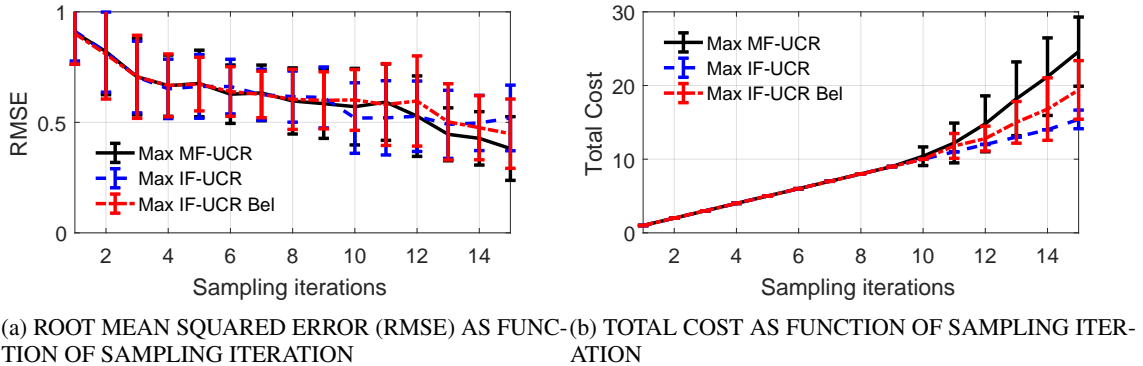 1
0.5
0
RMSE
Max MF-UCR
Max IF-UCR
Max IF-UCR Bel
2 4 6 8 10 12 14
Sampling iterations
(a) ROOT MEAN SQUARED ERROR (RMSE) AS FUNC-
TION OF SAMPLING ITERATION
30
20
10
0
Total Cost
Max MF-UCR
Max IF-UCR
Max IF-UCR Bel
2 4 6 8 10 12 14
Sampling iterations
(b) TOTAL COST AS FUNCTION OF SAMPLING ITER-
ATION